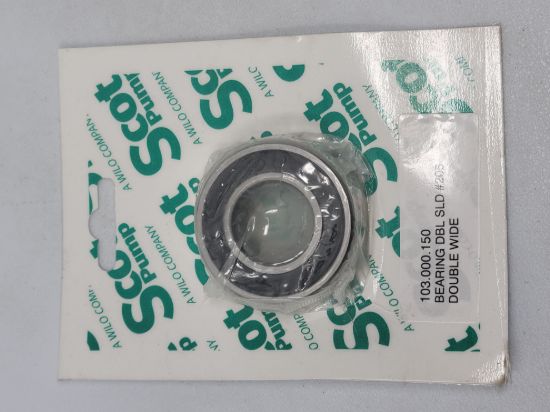 Scot
Pump
A WILO COMPANY
103.000.150
BEARING DBL SLD #205
DOUBLE WIDE